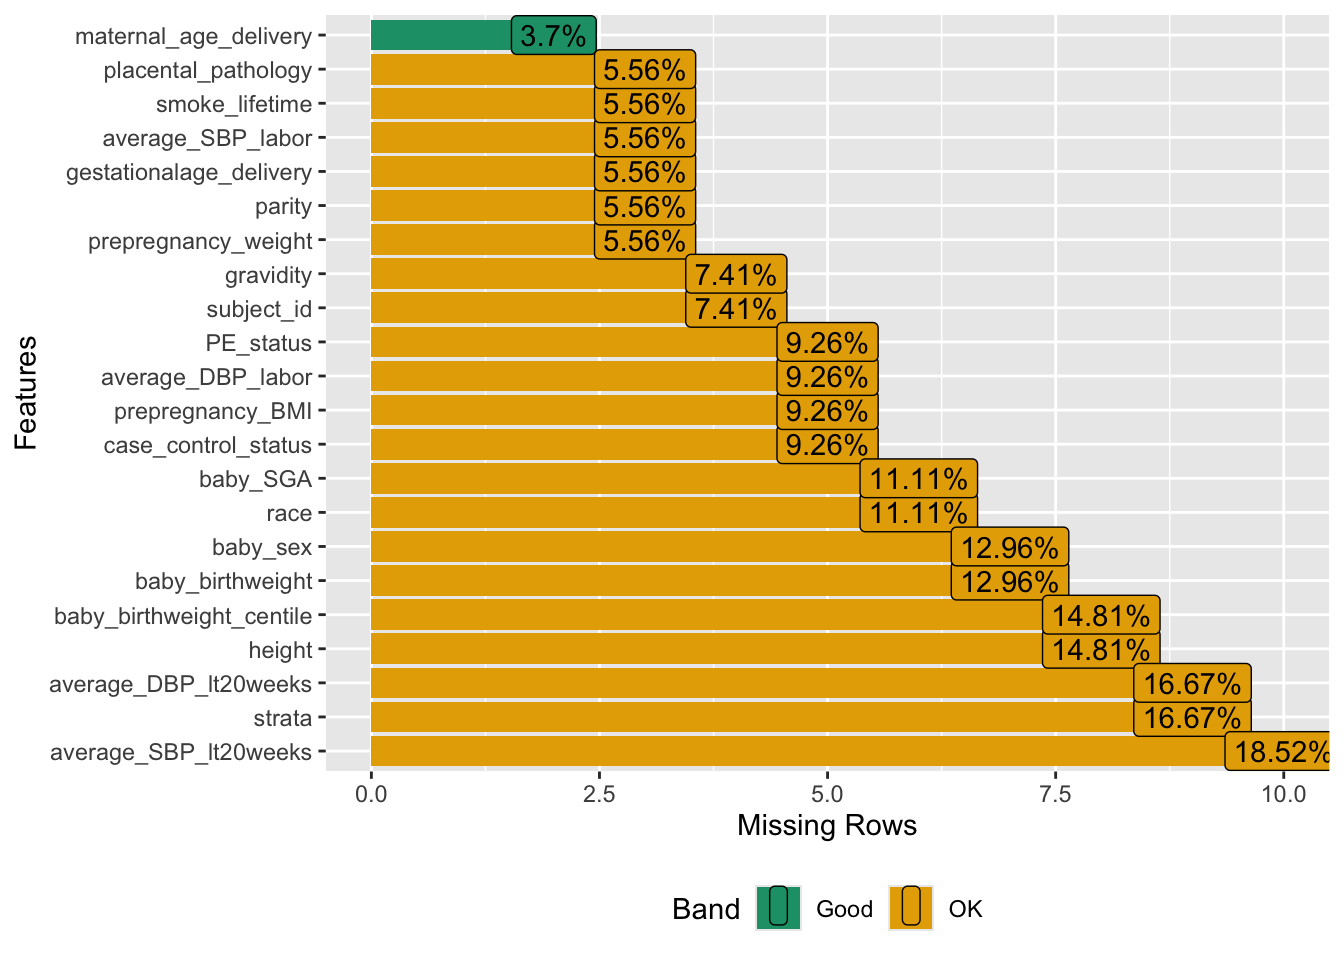 maternal_age_delivery 3.7%
placental_pathology 5.56%
smoke_lifetime 5.56%
average_SBP_labor 5.56%
gestationalage_delivery 5.56%
parity 5.56%
prepregnancy_weight 5.56%
gravidity 7.41%
subject_id 7.41%
PE_status 9.26%
average_DBP_labor 9.26%
prepregnancy_BMI 9.26%
case_control_status 9.26%
baby_SGA 11.11%
race 11.11%
baby_sex 12.96%
baby_birthweight 12.96%
baby_birthweight_centile 14.81%
height 14.81%
average_DBP_lt20weeks 16.67%
strata 16.67%
average_SBP_lt20weeks 18.52%
Features
0.0 2.5 5.0 7.5 10.0
Missing Rows
Band Good OK